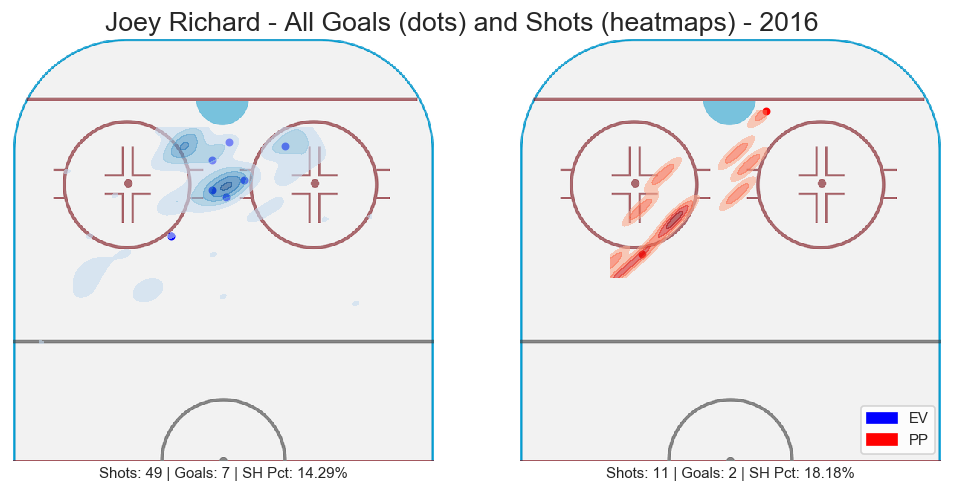 Joey Richard - All Goals (dots) and Shots (heatmaps) - 2016
EV
PP
Shots: 49 | Goals: 7 | SH Pct: 14.29%
Shots: 11 | Goals: 2 | SH Pct: 18.18%